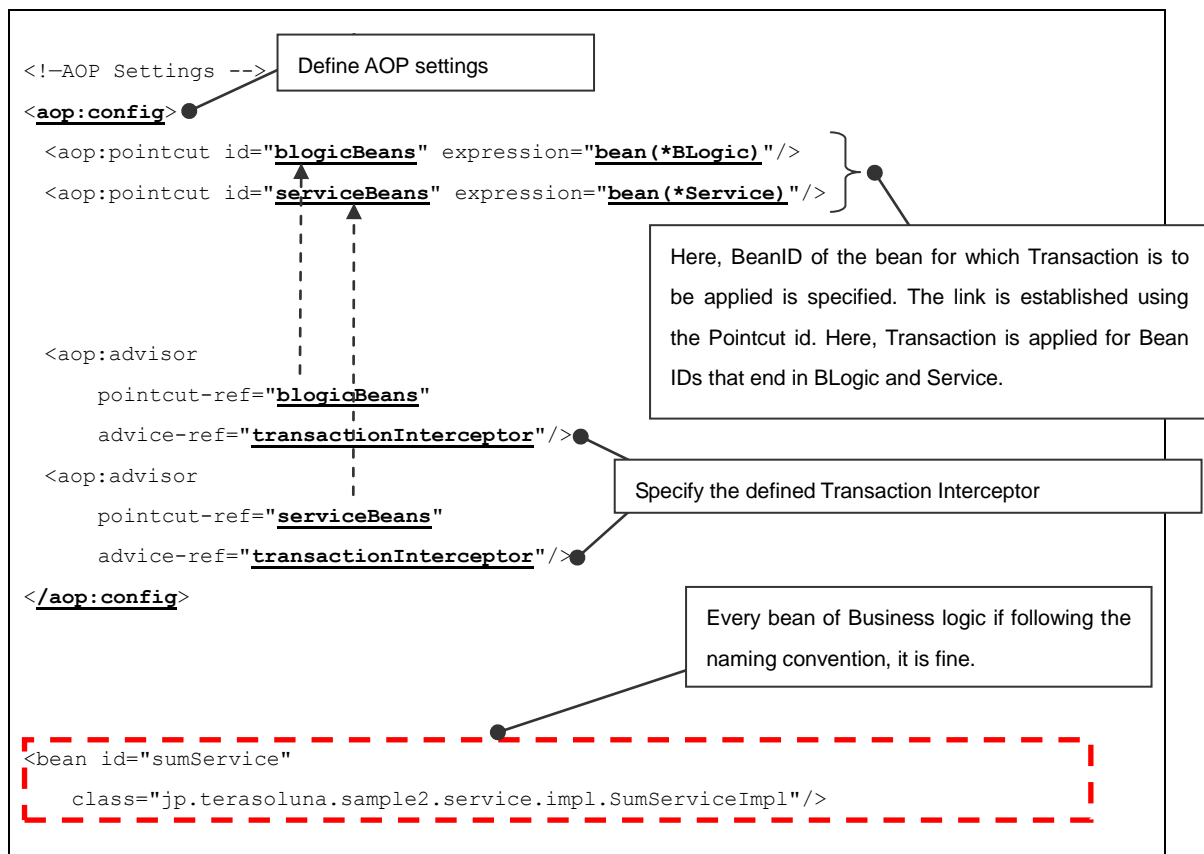 <!—AOP Settings -->
Define AOP settings
<aop:config>
<aop:pointcut id="blogicBeans" expression="bean(*BLogic)"/>
<aop:pointcut id="serviceBeans" expression="bean(*Service)"/>
Here, BeanID of the bean for which Transaction is to
be applied is specified. The link is established using
the Pointcut id. Here, Transaction is applied for Bean
IDs that end in BLogic and Service.
<aop:advisor
pointcut-ref="blogicBeans"
advice-ref="transactionInterceptor"/>
<aop:advisor
Specify the defined Transaction Interceptor
pointcut-ref="serviceBeans"
advice-ref="transactionInterceptor"/>
</aop:config>
Every bean of Business logic if following the
naming convention, it is fine.
<bean id="sumService"
class="jp.terasoluna.sample2.service.impl.SumServiceImpl"/>